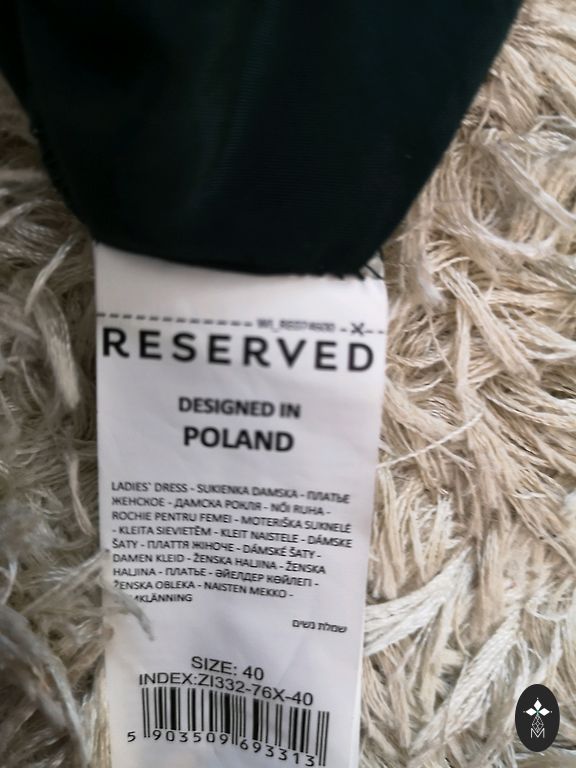 RESERVED
DESIGNED IN
POLAND
LADIES' DRESS - SUKIENKA DAMSKA - ПЛАТЬЕ
ЖЕНСКОЕ - ДАМСКА РОКЛЯ - NŐI RUHA -
ROCHIE PENTRU FEMEI - MOTERIŠKA SUKNELĖ
- KLEITA SIEVIETĒM - KLEIT NAISTELE - DÁMSKE
ŠATY - ПЛАТТЯ ЖІНОЧЕ - DÁMSKÉ ŠATY -
DAMEN KLEID - ŽENSKA HALJINA - ŽENSKA
HALJINA - ПЛАТЬЕ - ӘЙЕЛДЕР КӨЙЛЕГІ -
ŽENSKA OBLEKA - NAISTEN MEKKO -
MKLÄNNING
שמלת נשים
SIZE: 40
INDEX:ZI332-76X-40
5 903509 693313